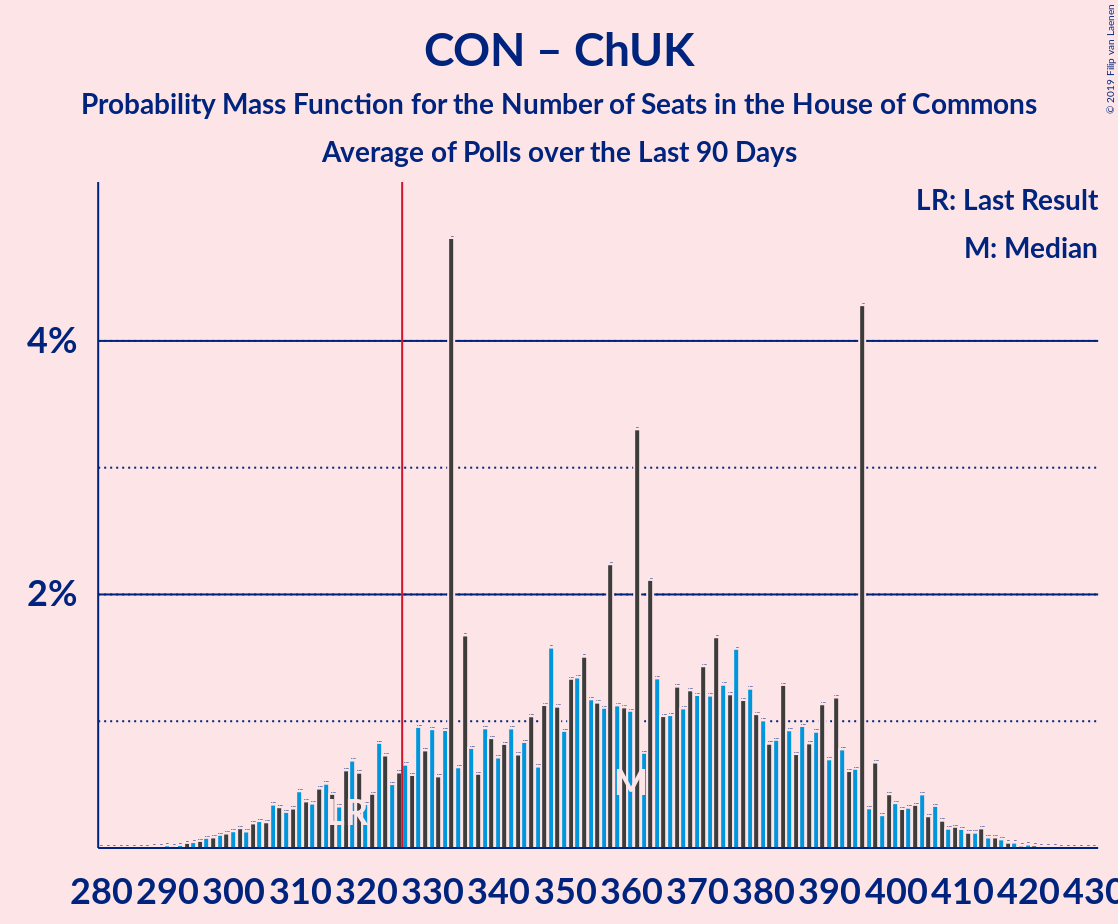 CON – ChUK
Probability Mass Function for the Number of Seats in the House of Commons
Average of Polls over the Last 90 Days
© 2019 Filip van Laenen
LR: Last Result
M: Median
4%
2%
LR
M
280 290 300 310 320 330 340 350 360 370 380 390 400 410 420 430